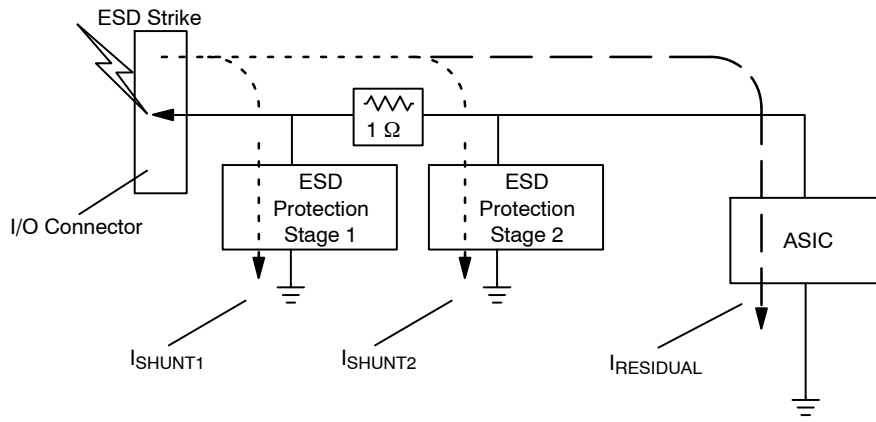 ESD Strike
1 Ω
ESD
Protection
Stage 1
ESD
Protection
Stage 2
ASIC
I/O Connector
ISHUNT1
ISHUNT2
IRESIDUAL